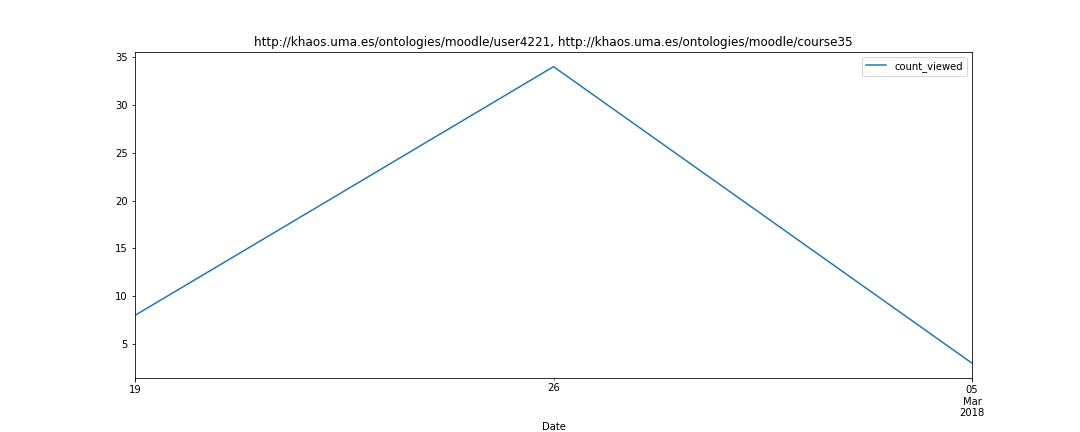 http://khaos.uma.es/ontologies/moodle/user4221, http://khaos.uma.es/ontologies/moodle/course35
count_viewed
35
30
25
20
15
10
5
19
26
05
Mar
2018
Date